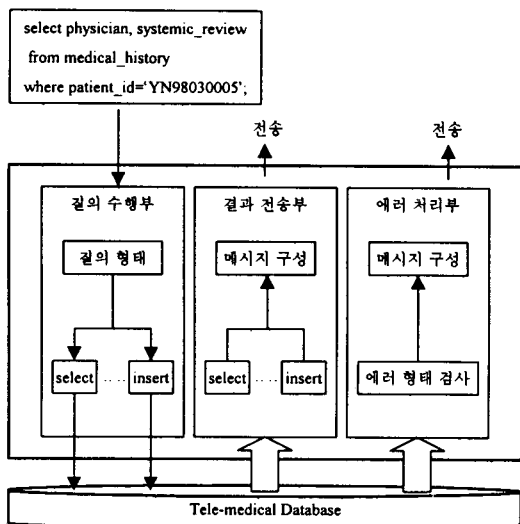 select physician, systemic_review
from medical_history
where patient_id='YN98030005';
전송
전송
질의 수행부
질의 형태
select
....
insert
결과 전송부
메시지 구성
select
....
insert
에러 처리부
메시지 구성
에러 형태 검사
Tele-medical Database